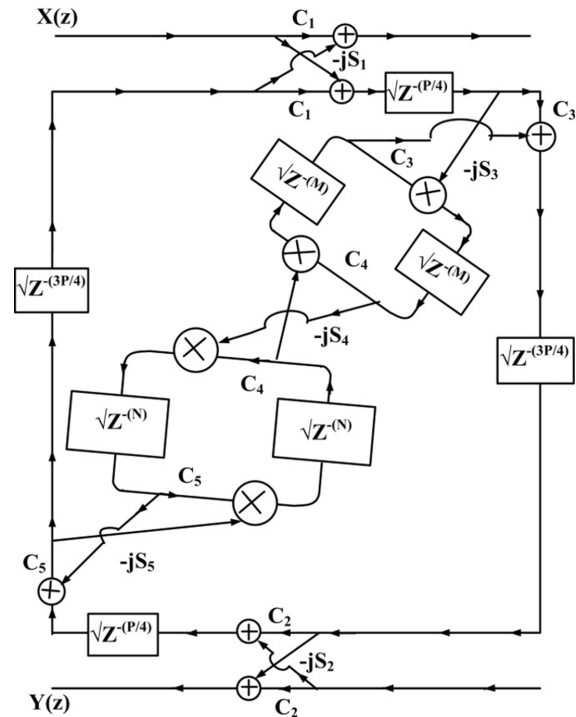 X(z)
C₁
-jS₁
C₁
√Z^-(P/4)
C₃
C₃
-jS₃
√Z^-(M)
√Z^-(M)
C₄
√Z^-(3P/4)
-jS₄
C₄
√Z^-(3P/4)
√Z^-(N)
√Z^-(N)
C₅
C₅
-jS₅
√Z^-(P/4)
C₂
-jS₂
Y(z)
C₂